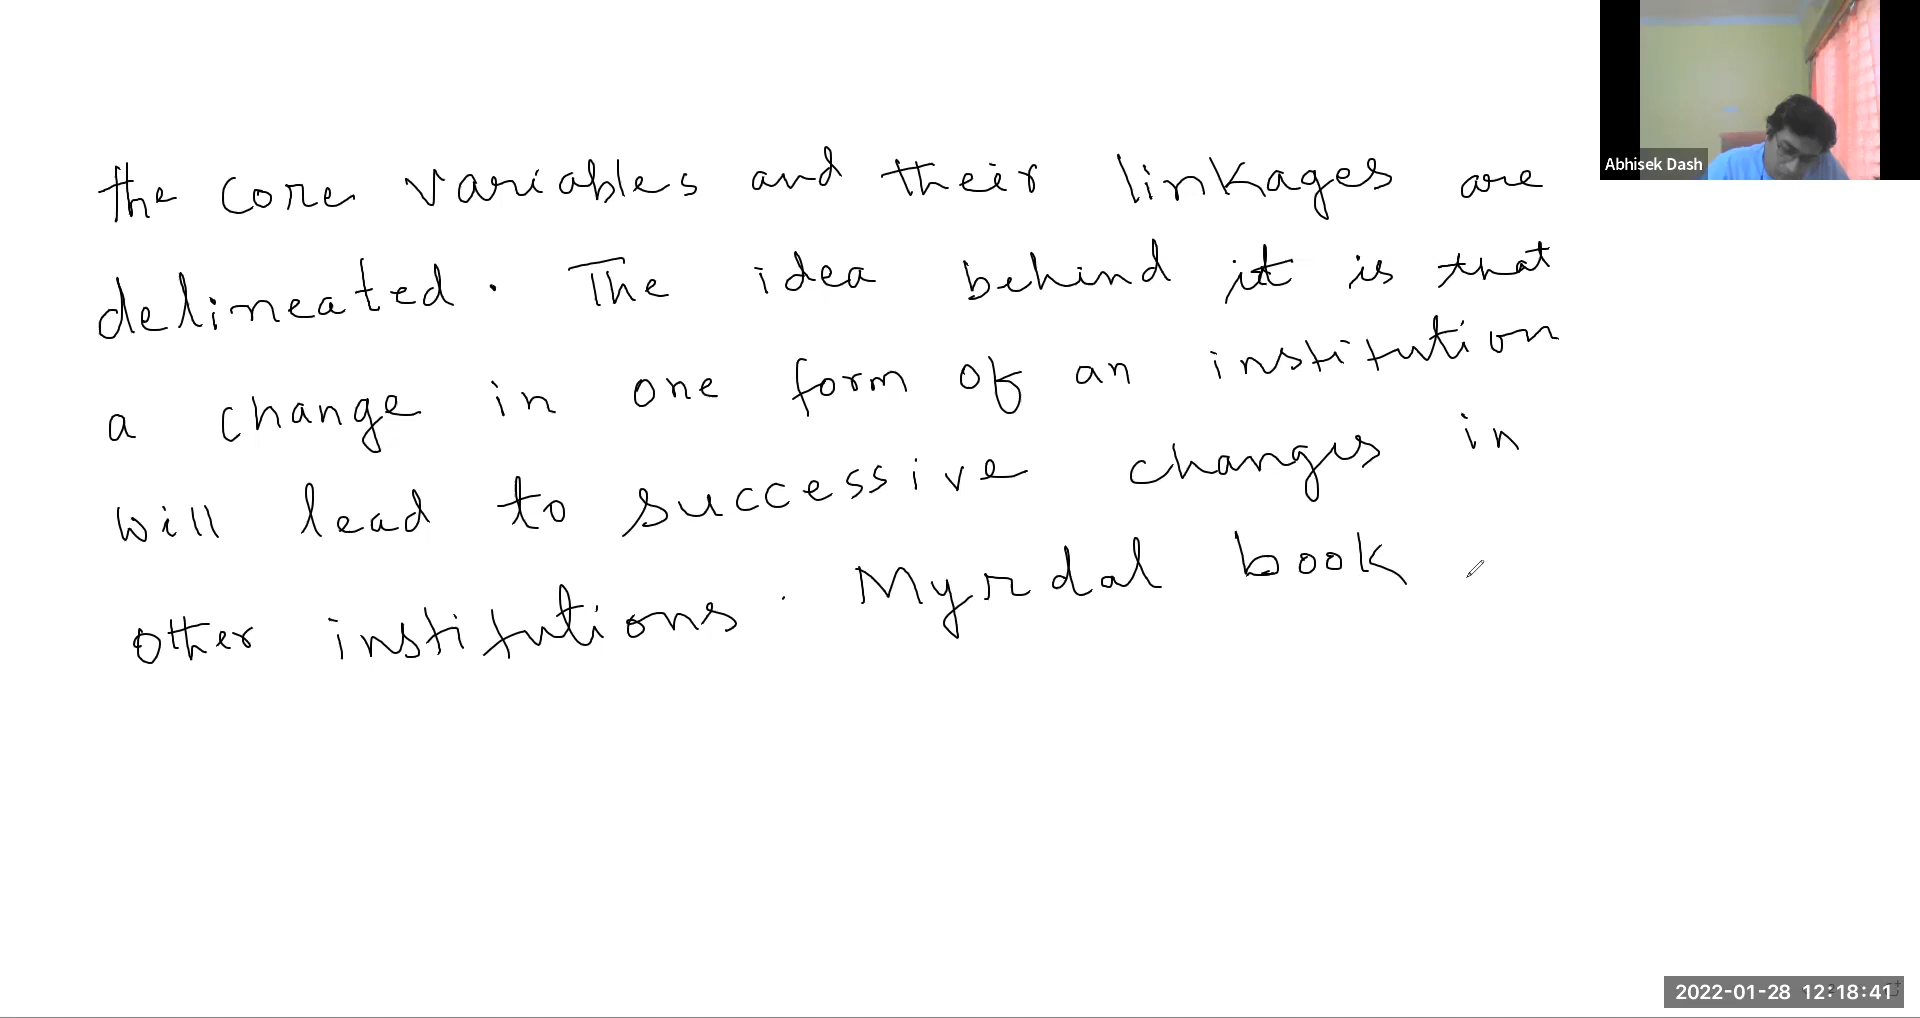 the core variables and their linkages are
delineated. The idea behind it is that
a change in one form of an institution
will lead to successive changes in
other institutions. Myrdal book
Abhisek Dash
2022-01-28 12:18:41